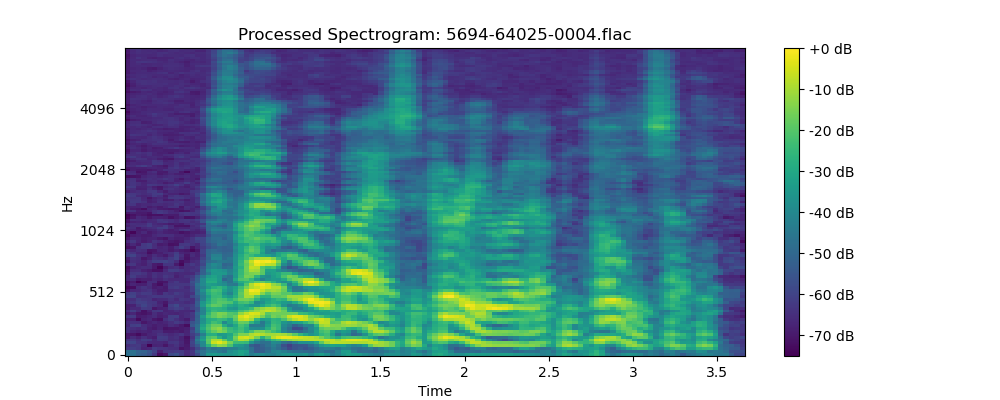 Processed Spectrogram: 5694-64025-0004.flac
Hz
4096
2048
1024
512
0
0 0.5 1 1.5 2 2.5 3 3.5
Time
+0 dB
-10 dB
-20 dB
-30 dB
-40 dB
-50 dB
-60 dB
-70 dB